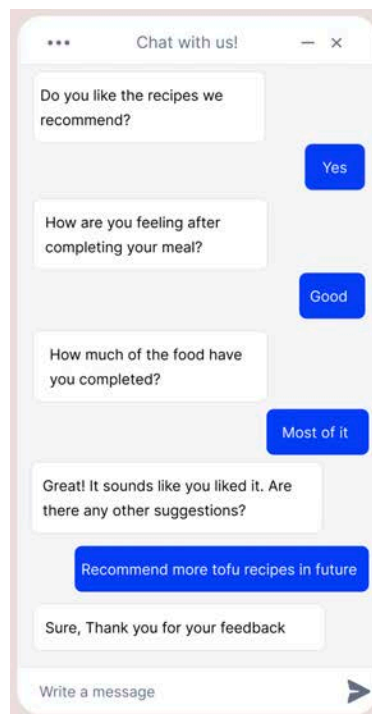 Chat with us!
Do you like the recipes we
recommend?
Yes
How are you feeling after
completing your meal?
Good
How much of the food have
you completed?
Most of it
Great! It sounds like you liked it. Are
there any other suggestions?
Recommend more tofu recipes in future
Sure, Thank you for your feedback
Write a message